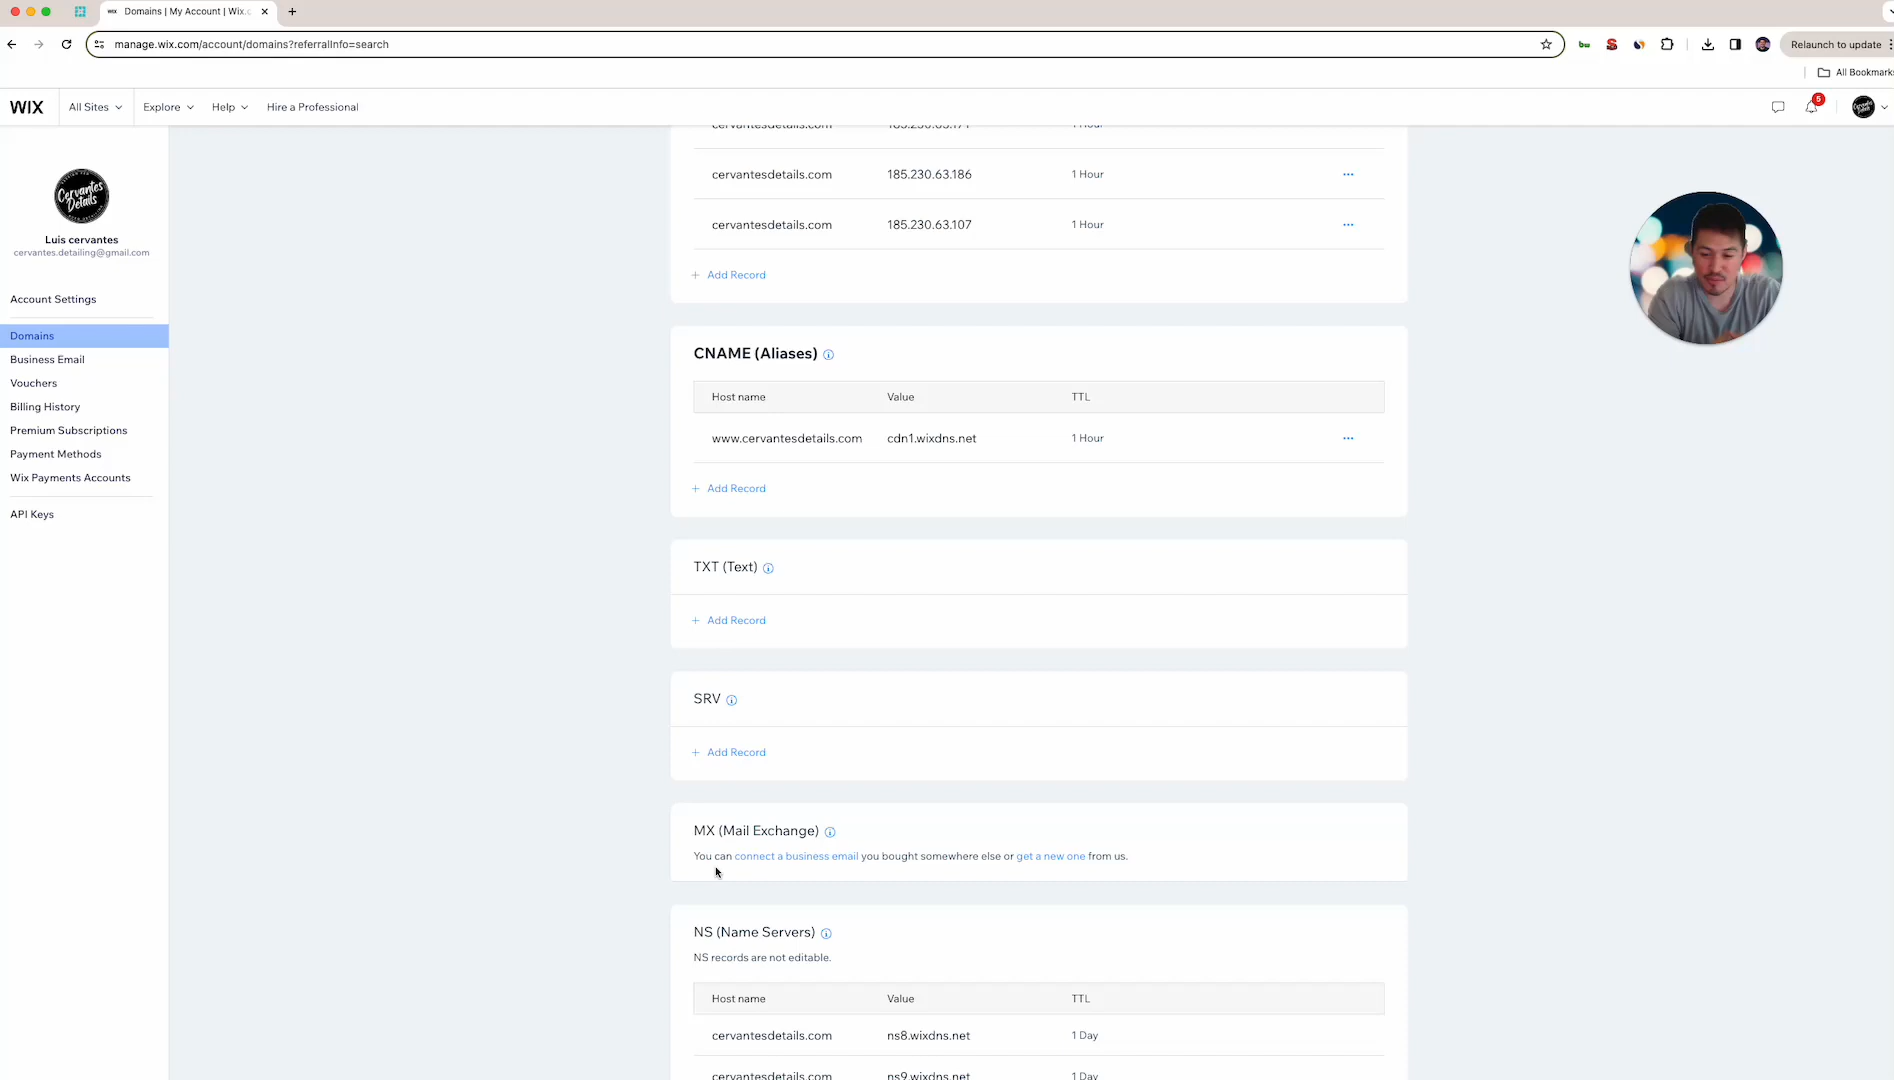 Domains | My Account | Wix.c
manage.wix.com/account/domains?referralInfo=search
Relaunch to update
All Bookmarks
WIX
All Sites
Explore
Help
Hire a Professional
5
Cervantes
Details
Luis cervantes
cervantes.detailing@gmail.com
Account Settings
Domains
Business Email
Vouchers
Billing History
Premium Subscriptions
Payment Methods
Wix Payments Accounts
API Keys
cervantesdetails.com 185.230.63.171 1 Hour
cervantesdetails.com 185.230.63.186 1 Hour
cervantesdetails.com 185.230.63.107 1 Hour
+ Add Record
CNAME (Aliases)
Host name Value TTL
www.cervantesdetails.com cdn1.wixdns.net 1 Hour
+ Add Record
TXT (Text)
+ Add Record
SRV
+ Add Record
MX (Mail Exchange)
You can connect a business email you bought somewhere else or get a new one from us.
NS (Name Servers)
NS records are not editable.
Host name Value TTL
cervantesdetails.com ns8.wixdns.net 1 Day
cervantesdetails.com ns9.wixdns.net 1 Day